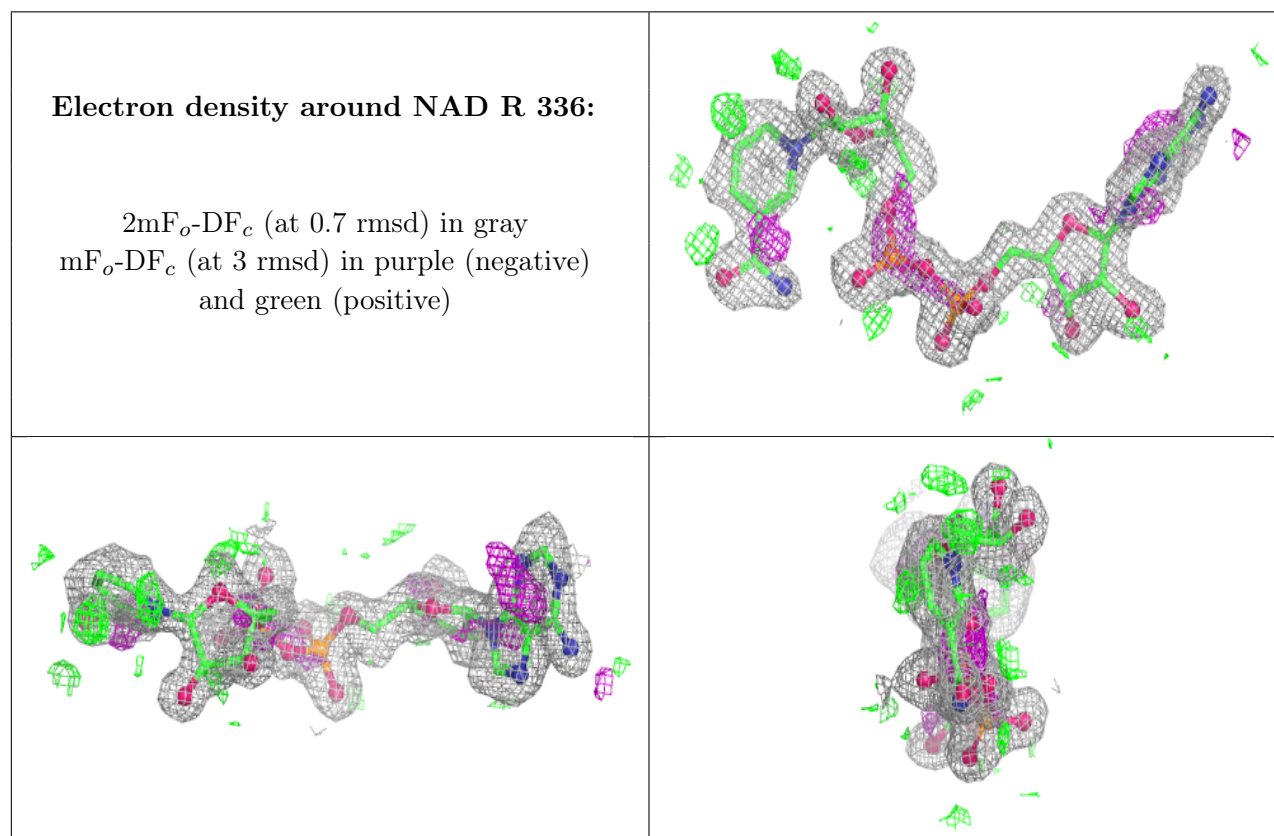 Electron density around NAD R 336:
2mFo-DFc (at 0.7 rmsd) in gray
mFo-DFc (at 3 rmsd) in purple (negative)
and green (positive)